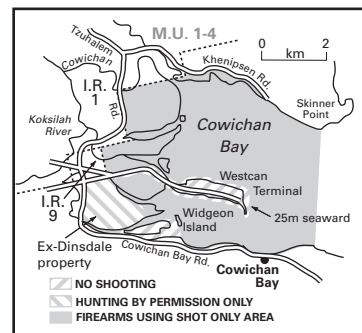 M.U. 1-4
Tzuhalem
Cowichan
Rd.
I.R.
1
Khenipsen Rd.
0 2
km
Skinner
Point
Koksilah
River
Cowichan
Bay
Westcan
Terminal
I.R.
9
Widgeon
Island
25m seaward
Ex-Dinsdale
property
Cowichan Bay Rd.
Cowichan
Bay
NO SHOOTING
HUNTING BY PERMISSION ONLY
FIREARMS USING SHOT ONLY AREA